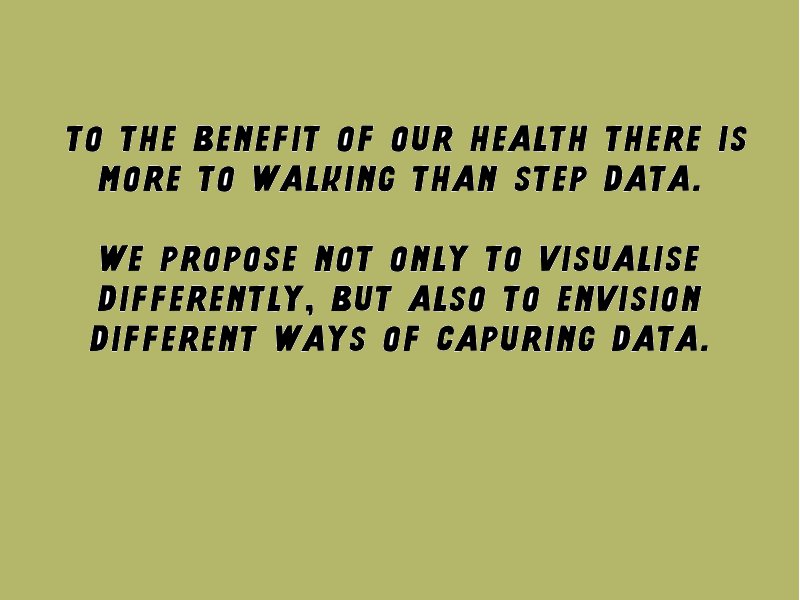 TO THE BENEFIT OF OUR HEALTH THERE IS
MORE TO WALKING THAN STEP DATA.
WE PROPOSE NOT ONLY TO VISUALISE
DIFFERENTLY, BUT ALSO TO ENVISION
DIFFERENT WAYS OF CAPURING DATA.